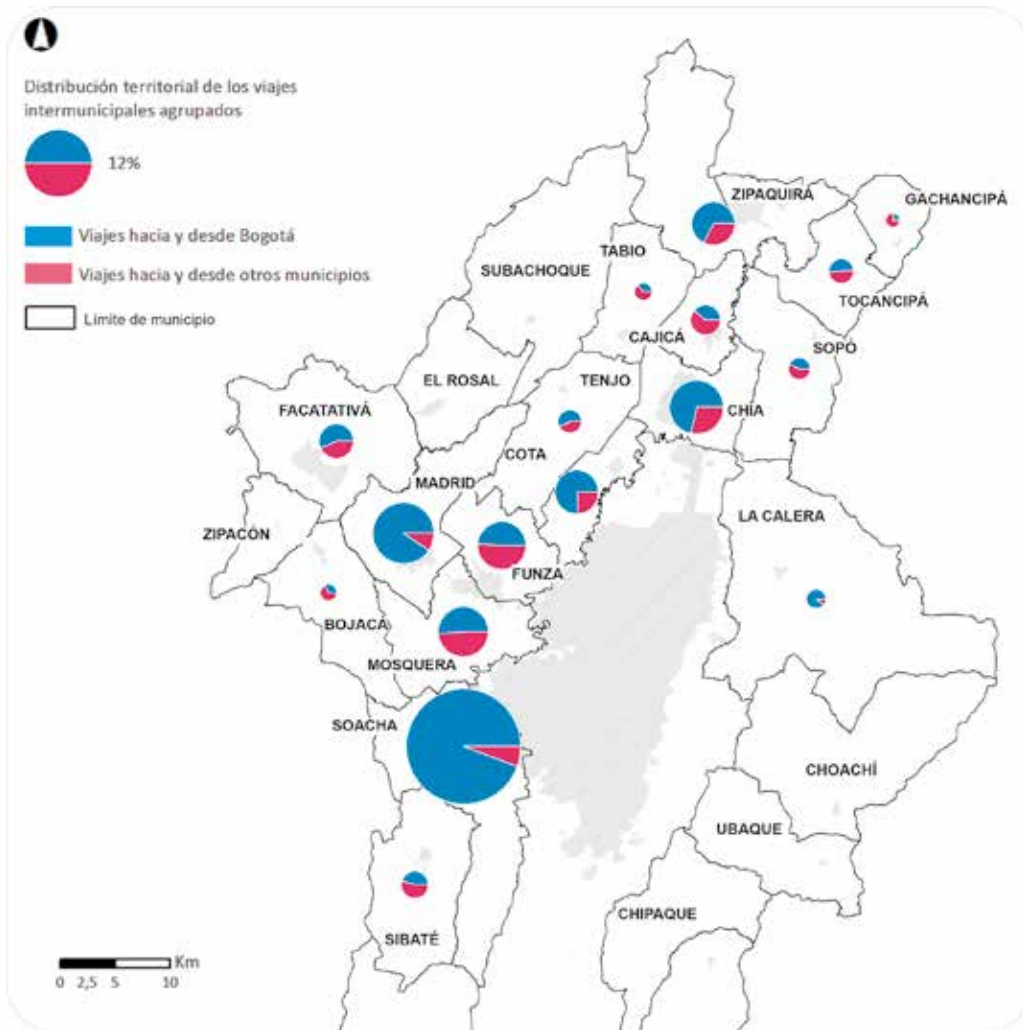 Distribución territorial de los viajes
intermunicipales agrupados
12%
Viajes hacia y desde Bogotá
Viajes hacia y desde otros municipios
Límite de municipio
ZIPAQUIRÁ
GACHANCIPÁ
TABIO
SUBACHOQUE
TOCANCIPÁ
CAJICÁ
SOPÓ
EL ROSAL
TENJO
FACATATIVÁ
CHÍA
COTA
MADRID
LA CALERA
ZIPACÓN
FUNZA
BOJACÁ
MOSQUERA
SOACHA
CHOACHÍ
UBAQUE
CHIPAQUE
SIBATÉ
Km
0 2,5 5 10